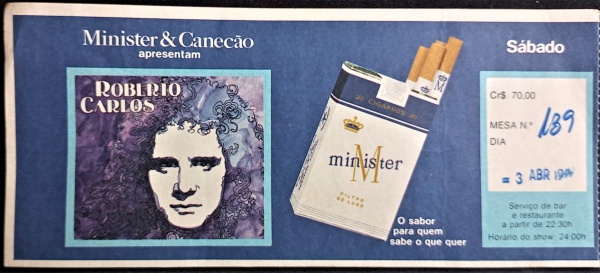 Minister & Canecão
apresentam
ROBERTO
CARLOS
20 CIGARROS 20
minister
M
FILTRO
DE LUXO
M
O sabor
para quem
sabe o que quer
Sábado
Cr$ 70,00
MESA N.º 139
DIA
= 3 ABR
Serviço de bar
e restaurante
a partir de 22:30h
Horário do show: 24:00h